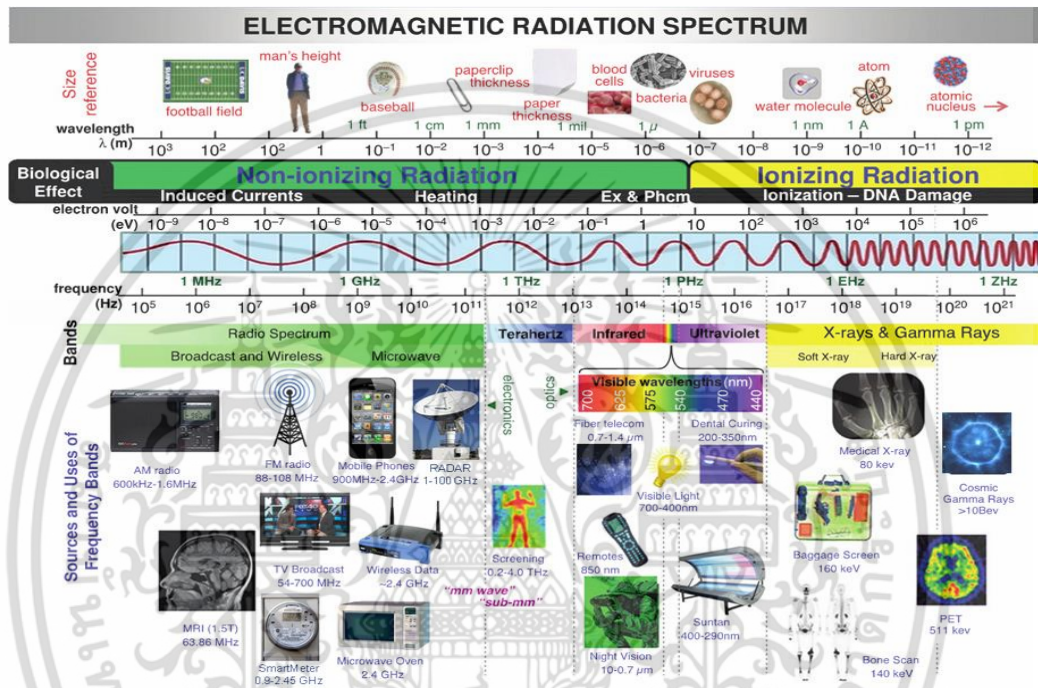 ELECTROMAGNETIC RADIATION SPECTRUM
Size reference
football field
man's height
baseball
paperclip thickness
paper thickness
blood cells
bacteria
viruses
water molecule
atom
atomic nucleus
wavelength λ (m)
1 ft 1 cm 1 mm 1 mil 1 µ 1 nm 1 A 1 pm
10³ 10² 10² 1 10⁻¹ 10⁻² 10⁻³ 10⁻⁴ 10⁻⁵ 10⁻⁶ 10⁻⁷ 10⁻⁸ 10⁻⁹ 10⁻¹⁰ 10⁻¹¹ 10⁻¹²
Biological Effect
Non-ionizing Radiation Ionizing Radiation
Induced Currents Heating Ex & Phcm Ionization – DNA Damage
electron volt (eV)
10⁻⁹ 10⁻⁸ 10⁻⁷ 10⁻⁶ 10⁻⁵ 10⁻⁴ 10⁻³ 10⁻² 10⁻¹ 1 10 10² 10³ 10⁴ 10⁵ 10⁶
frequency (Hz)
1 MHz 1 GHz 1 THz 1 PHz 1 EHz 1 ZHz
10⁵ 10⁶ 10⁷ 10⁸ 10⁹ 10¹⁰ 10¹¹ 10¹² 10¹³ 10¹⁴ 10¹⁵ 10¹⁶ 10¹⁷ 10¹⁸ 10¹⁹ 10²⁰ 10²¹
Bands
Radio Spectrum Terahertz Infrared Ultraviolet X-rays & Gamma Rays
Broadcast and Wireless Microwave Soft X-ray Hard X-ray
electronics
optics
Visible wavelengths(nm)
700 625 575 540 470 440
Sources and Uses of Frequency Bands
AM radio
600kHz-1.6MHz
FM radio
88-108 MHz
Mobile Phones
900MHz-2.4GHz
RADAR
1-100 GHz
Fiber telecom
0.7-1.4 µm
Dental Curing
200-350nm
Medical X-ray
80 kev
Visible Light
700-400nm
Cosmic
Gamma Rays
>10Bev
TV Broadcast
54-700 MHz
Wireless Data
~2.4 GHz
Screening
0.2-4.0 THz
Remotes
850 nm
Baggage Screen
160 keV
"mm wave"
"sub-mm"
MRI (1.5T)
63.86 MHz
SmartMeter
0.9-2.45 GHz
Microwave Oven
2.4 GHz
Night Vision
10-0.7 µm
Suntan
400-290nm
Bone Scan
140 keV
PET
511 kev